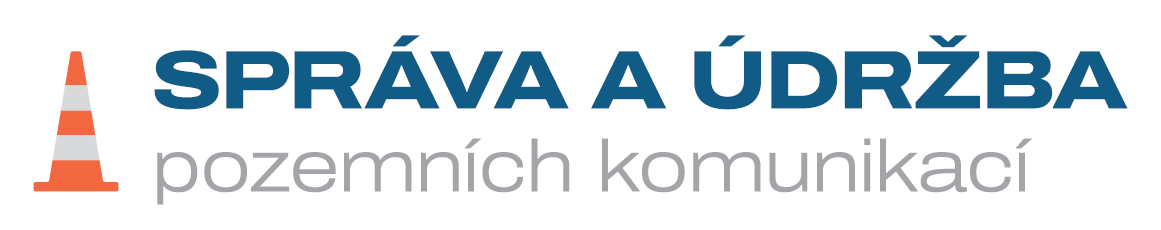 SPRÁVA A ÚDRŽBA
pozemních komunikací